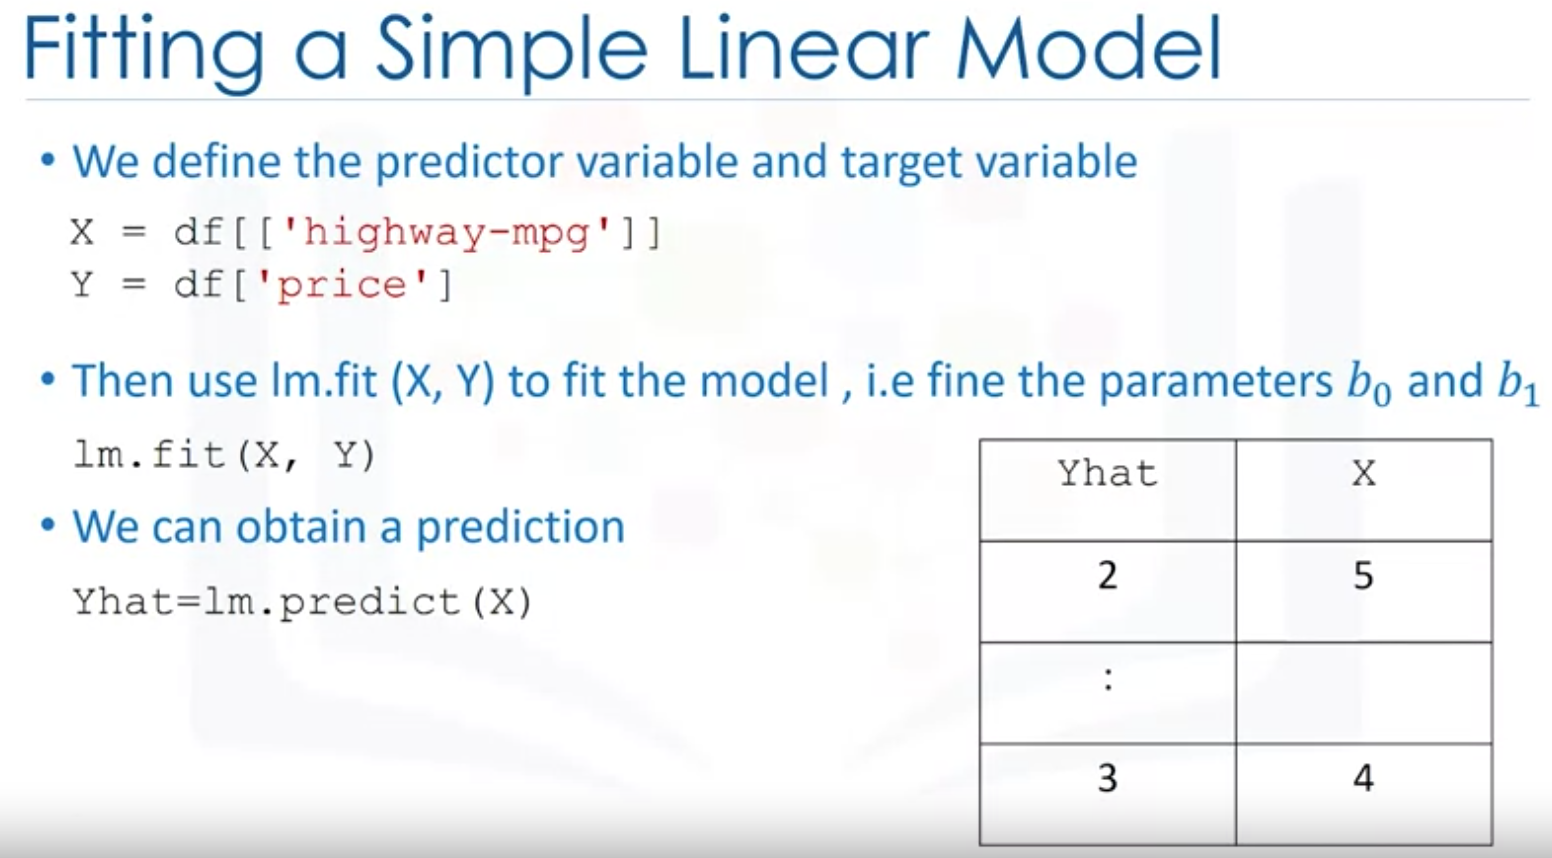 Fitting a Simple Linear Model
• We define the predictor variable and target variable
X = df[['highway-mpg']]
Y = df['price']
• Then use lm.fit (X, Y) to fit the model , i.e fine the parameters b₀ and b₁
lm.fit(X, Y)
• We can obtain a prediction
Yhat=lm.predict(X)
Yhat X
2 5
:
3 4